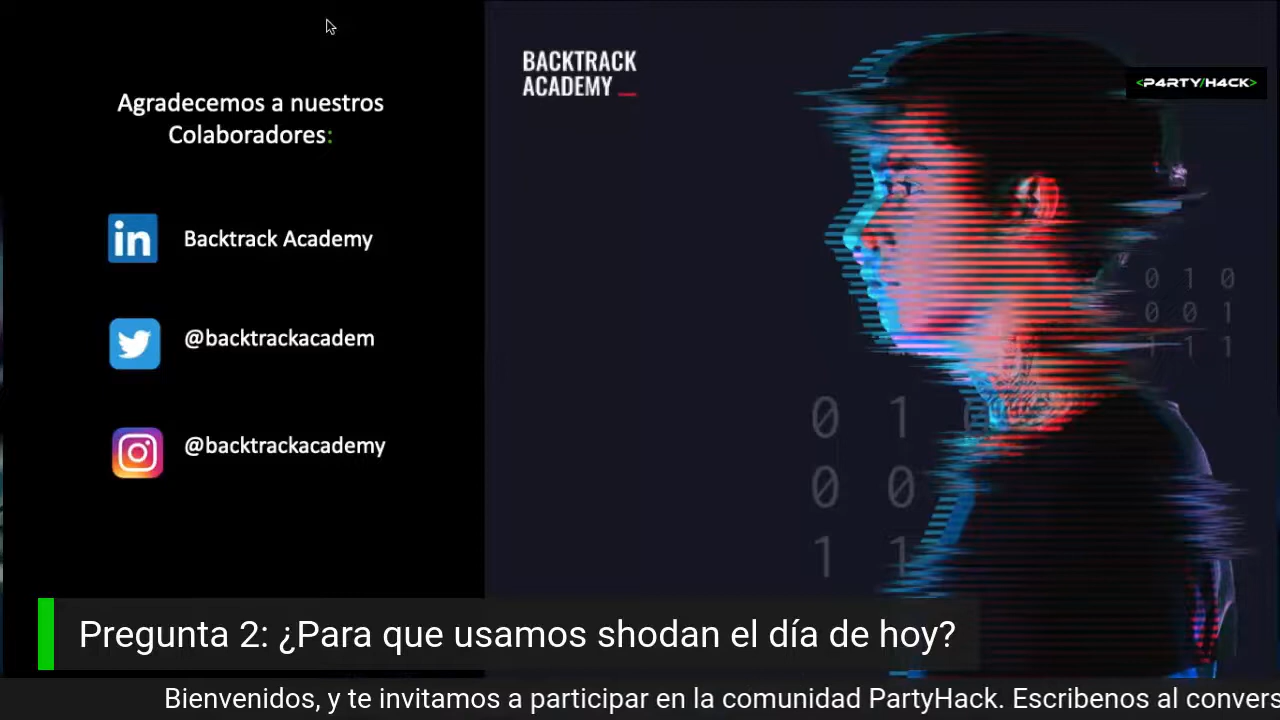 Agradecemos a nuestros
Colaboradores:
in
Backtrack Academy
@backtrackacadem
@backtrackacademy
BACKTRACK
ACADEMY _
<P4RTY/H4CK>
0 1 0
0 0 1
1 1 1
0 1 0
0 0
1 1
Pregunta 2: ¿Para que usamos shodan el día de hoy?
Bienvenidos, y te invitamos a participar en la comunidad PartyHack. Escribenos al convers